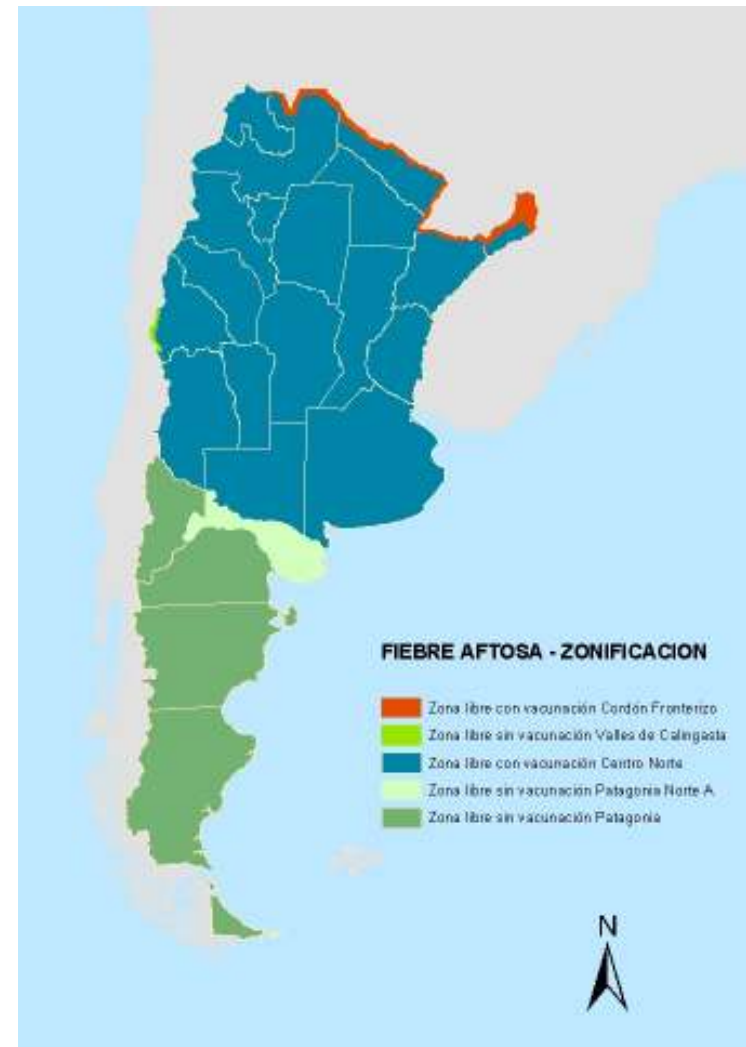 FIEBRE AFTOSA - ZONIFICACION
Zona libre con vacunación Cordón Fronterizo
Zona libre sin vacunación Valles de Calingasta
Zona libre con vacunación Centro Norte
Zona libre sin vacunación Patagonia Norte A
Zona libre sin vacunación Patagonia
N